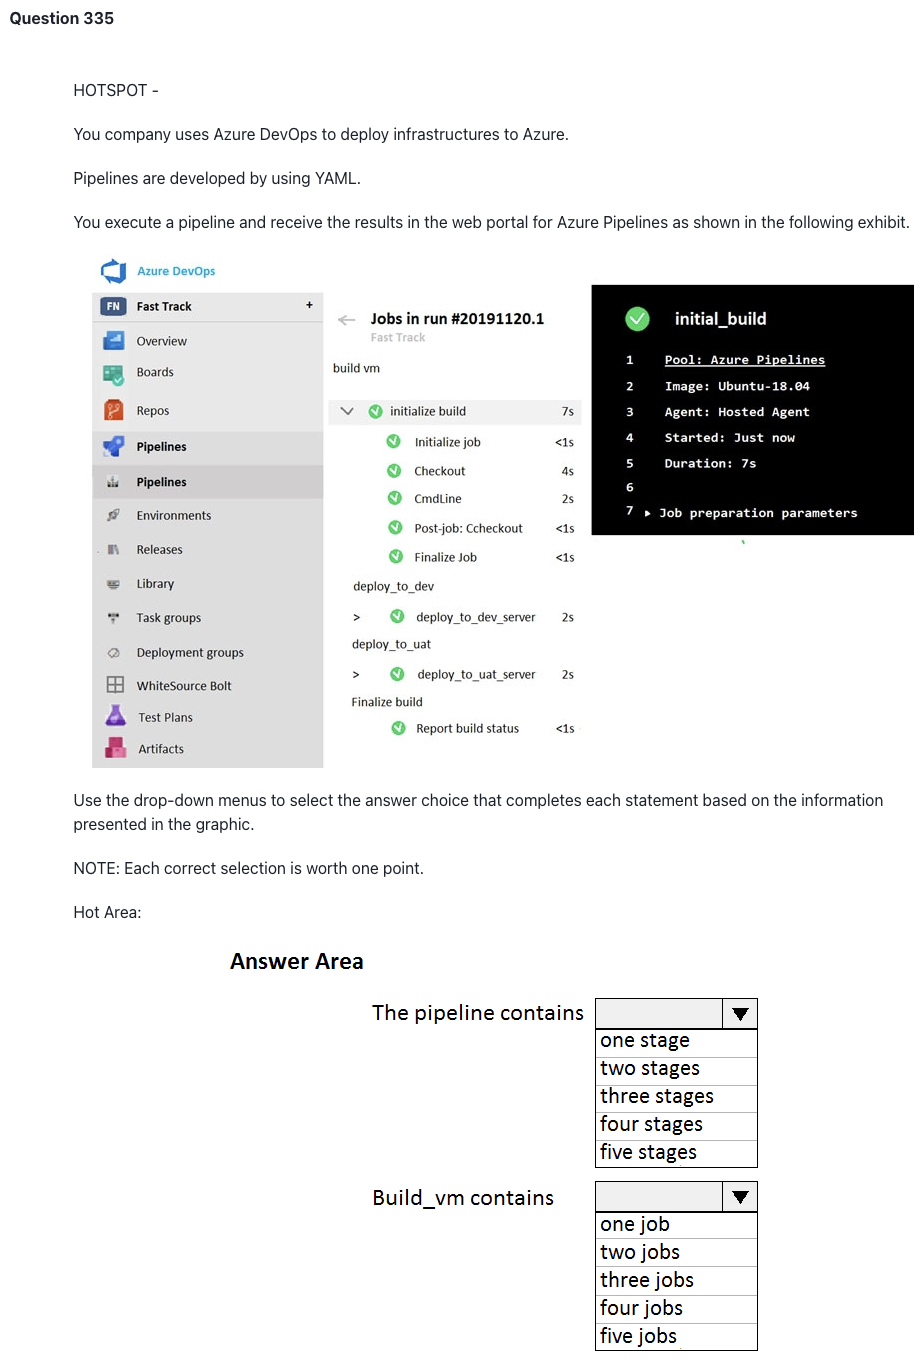 Question 335
HOTSPOT -
You company uses Azure DevOps to deploy infrastructures to Azure.
Pipelines are developed by using YAML.
You execute a pipeline and receive the results in the web portal for Azure Pipelines as shown in the following exhibit.
Azure DevOps
FN Fast Track +
Overview
Boards
Repos
Pipelines
Pipelines
Environments
Releases
Library
Task groups
Deployment groups
WhiteSource Bolt
Test Plans
Artifacts
Jobs in run #20191120.1
Fast Track
build vm
initialize build 7s
Initialize job <1s
Checkout 4s
CmdLine 2s
Post-job: Ccheckout <1s
Finalize Job <1s
deploy_to_dev
> deploy_to_dev_server 2s
deploy_to_uat
> deploy_to_uat_server 2s
Finalize build
Report build status <1s
initial_build
1 Pool: Azure Pipelines
2 Image: Ubuntu-18.04
3 Agent: Hosted Agent
4 Started: Just now
5 Duration: 7s
6
7 Job preparation parameters
Use the drop-down menus to select the answer choice that completes each statement based on the information
presented in the graphic.
NOTE: Each correct selection is worth one point.
Hot Area:
Answer Area
The pipeline contains
one stage
two stages
three stages
four stages
five stages
Build_vm contains
one job
two jobs
three jobs
four jobs
five jobs